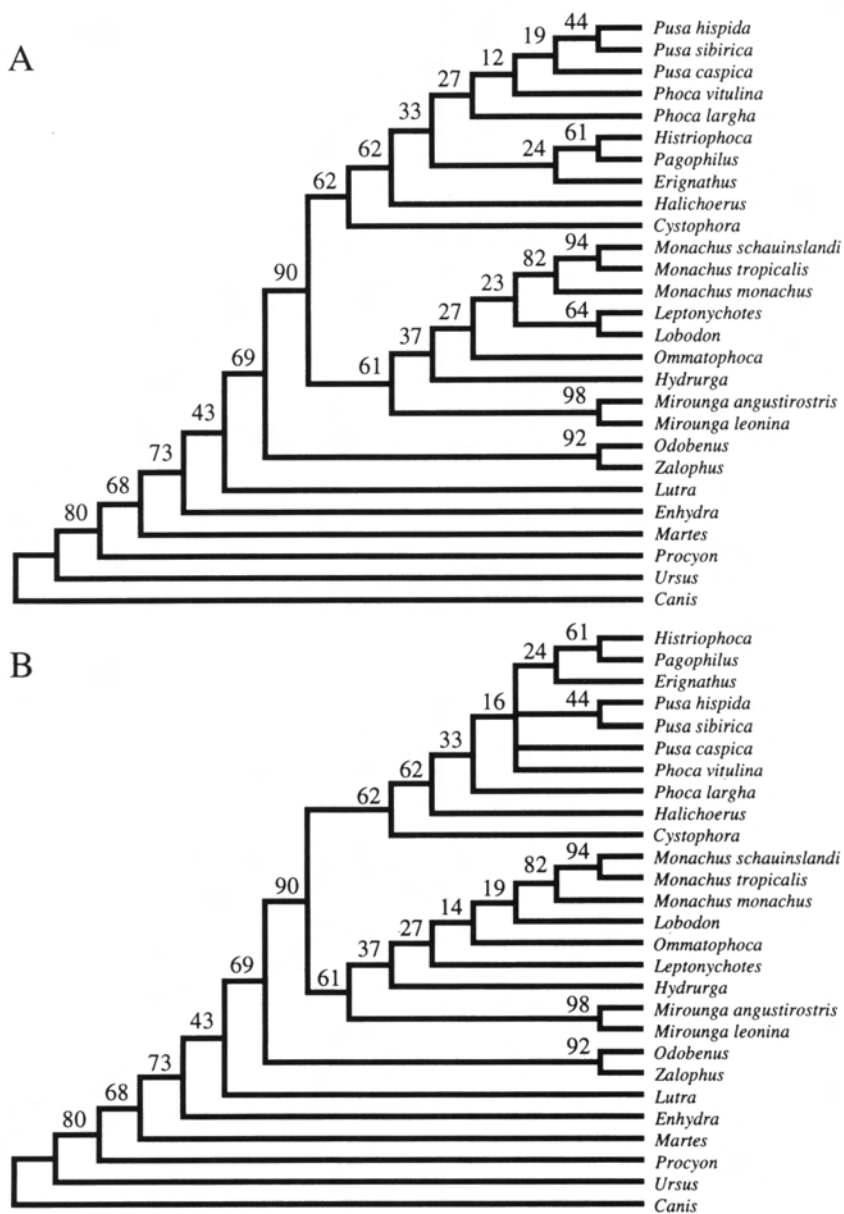 A
44 Pusa hispida
19 Pusa sibirica
12 Pusa caspica
27 Phoca vitulina
33 Phoca largha
61 Histriophoca
62 24 Pagophilus
62 Erignathus
Halichoerus
Cystophora
94 Monachus schauinslandi
90 82 Monachus tropicalis
23 Monachus monachus
27 64 Leptonychotes
37 Lobodon
69 61 Ommatophoca
Hydrurga
43 98 Mirounga angustirostris
Mirounga leonina
73 92 Odobenus
Zalophus
68 Lutra
80 Enhydra
Martes
Procyon
Ursus
Canis
B
61 Histriophoca
24 Pagophilus
Erignathus
16 44 Pusa hispida
Pusa sibirica
33 Pusa caspica
62 Phoca vitulina
62 Phoca largha
Halichoerus
Cystophora
94 Monachus schauinslandi
82 Monachus tropicalis
90 19 Monachus monachus
14 Lobodon
27 Ommatophoca
37 Leptonychotes
69 61 Hydrurga
98 Mirounga angustirostris
43 Mirounga leonina
92 Odobenus
73 Zalophus
68 Lutra
80 Enhydra
Martes
Procyon
Ursus
Canis